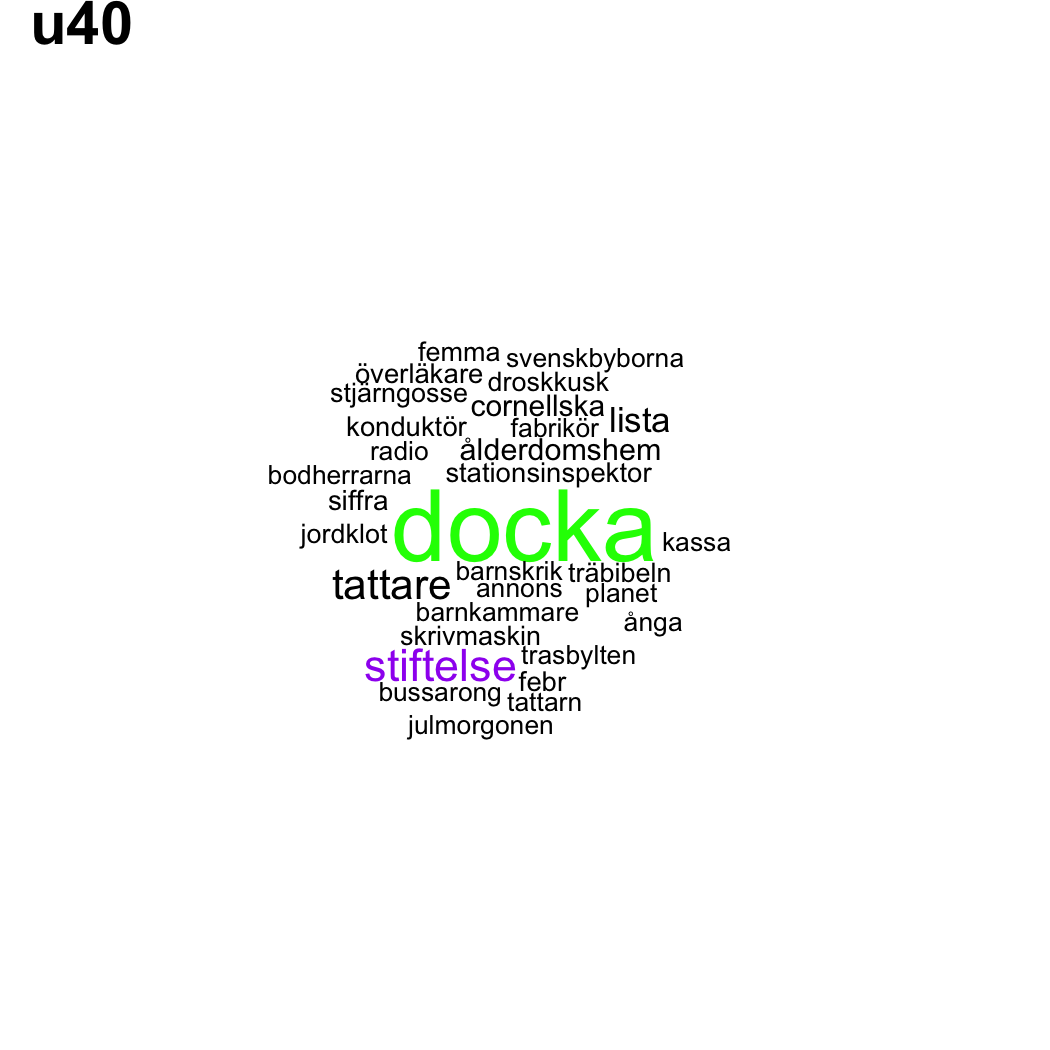 u40
femma
svenskbyborna
överläkare
droskkusk
stjärngosse
cornellska
lista
konduktör
fabrikör
radio
ålderdomshem
bodherrarna
stationsinspektor
siffra
docka
jordklot
kassa
tattare
barnskrik
träbibeln
annons
planet
barnkammare
ånga
skrivmaskin
trasbylten
stiftelse
febr
bussarong
tattarn
julmorgonen